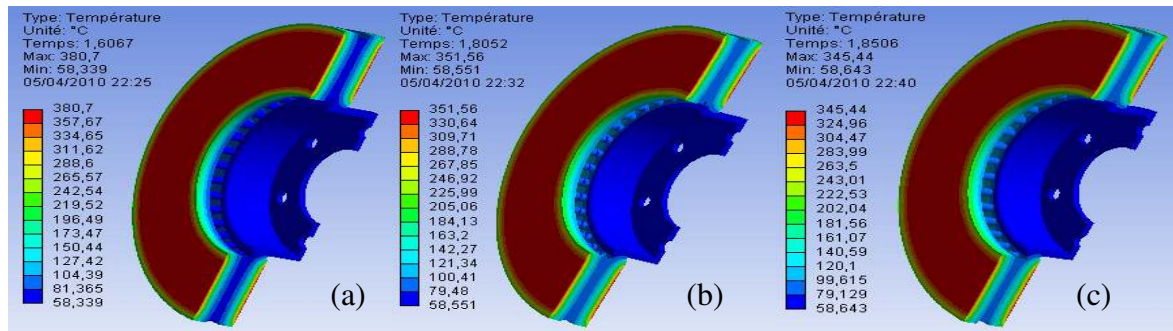 Type: Température
Unité: °C
Temps: 1,6067
Max: 380,7
Min: 58,339
05/04/2010 22:25
380,7
357,67
334,65
311,62
288,6
265,57
242,54
219,52
196,49
173,47
150,44
127,42
104,39
81,365
58,339
(a)
Type: Température
Unité: °C
Temps: 1,8052
Max: 351,56
Min: 58,551
05/04/2010 22:32
351,56
330,64
309,71
288,78
267,85
246,92
225,99
205,06
184,13
163,2
142,27
121,34
100,41
79,48
58,551
(b)
Type: Température
Unité: °C
Temps: 1,8506
Max: 345,44
Min: 58,643
05/04/2010 22:40
345,44
324,96
304,47
283,99
263,5
243,01
222,53
202,04
181,56
161,07
140,59
120,1
99,615
79,129
58,643
(c)